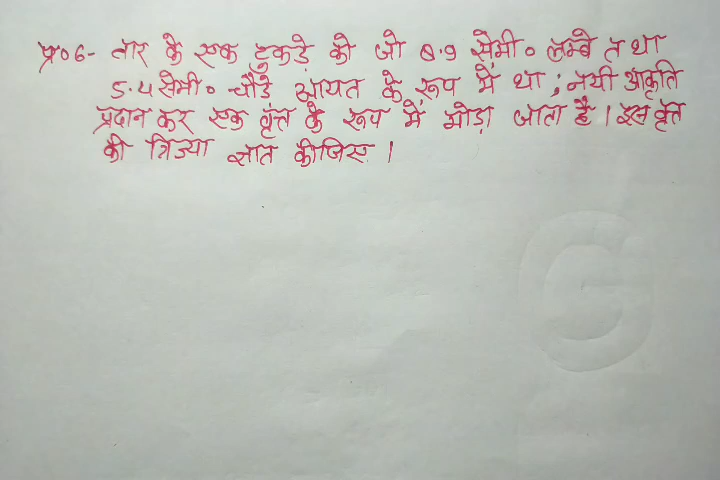 प्र०6- तार के एक टुकड़े को जो 8.9 सेमी० लम्बे तथा
5.4 सेमी० चौड़े आयत के रूप में था ; नयी आकृति
प्रदान कर एक वृत्त के रूप में मोड़ा जाता है । इस वृत्त
की त्रिज्या ज्ञात कीजिए ।
G